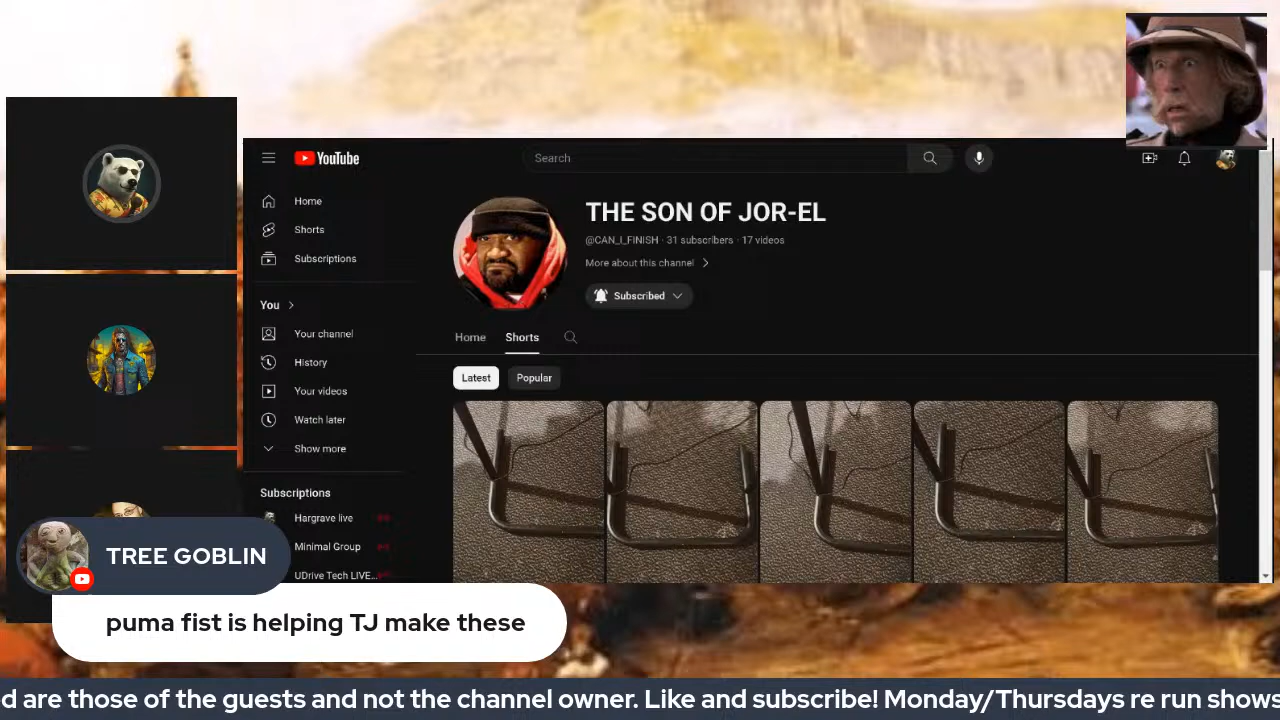 YouTube
Search
Home
Shorts
Subscriptions
You
Your channel
History
Your videos
Watch later
Show more
Subscriptions
Hargrave live
Minimal Group
UDrive Tech LIVE...
THE SON OF JOR-EL
@CAN_I_FINISH · 31 subscribers · 17 videos
More about this channel
Subscribed
Home Shorts
Latest Popular
TREE GOBLIN
puma fist is helping TJ make these
d are those of the guests and not the channel owner. Like and subscribe! Monday/Thursdays re run shows